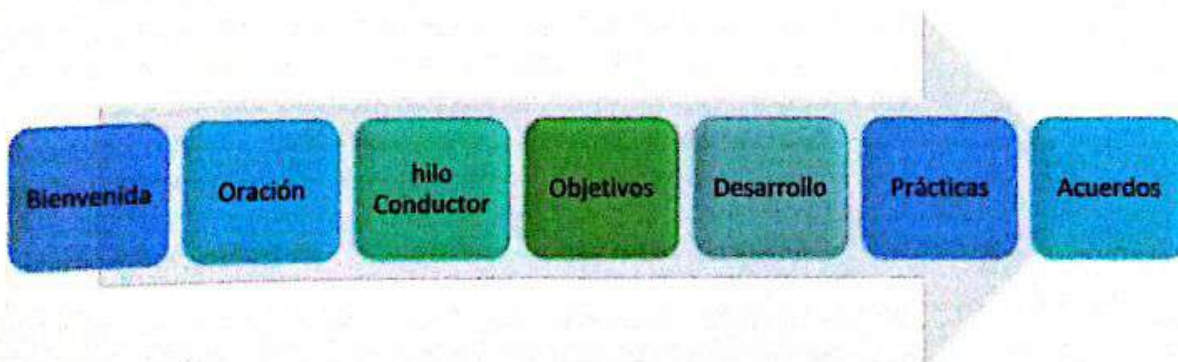 Bienvenida
Oración
hilo
Conductor
Objetivos
Desarrollo
Prácticas
Acuerdos